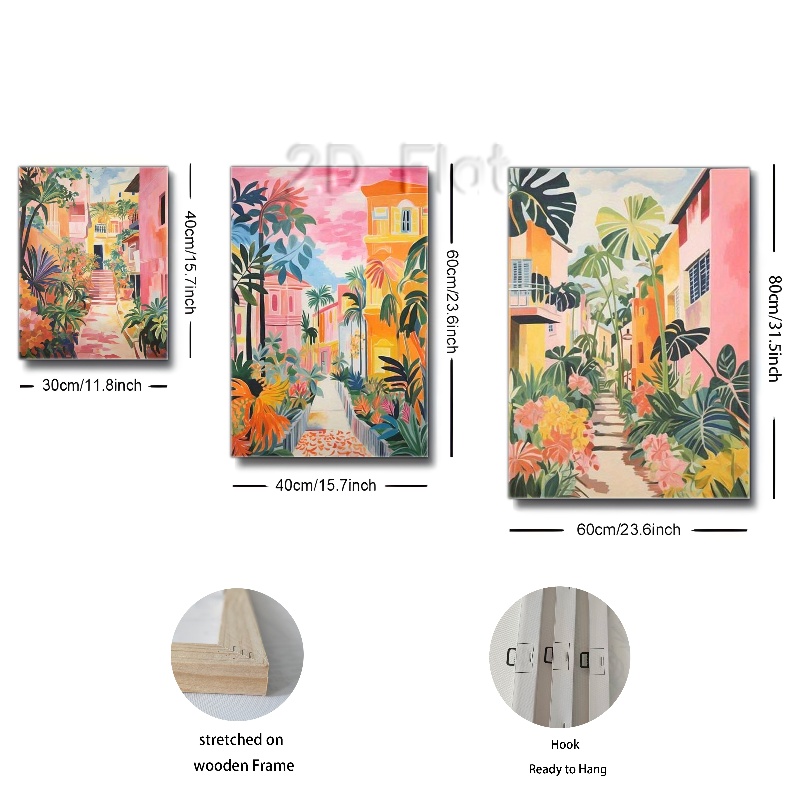 2D Flat
40cm/15.7inch
30cm/11.8inch
60cm/23.6inch
40cm/15.7inch
80cm/31.5inch
60cm/23.6inch
stretched on
wooden Frame
Hook
Ready to Hang